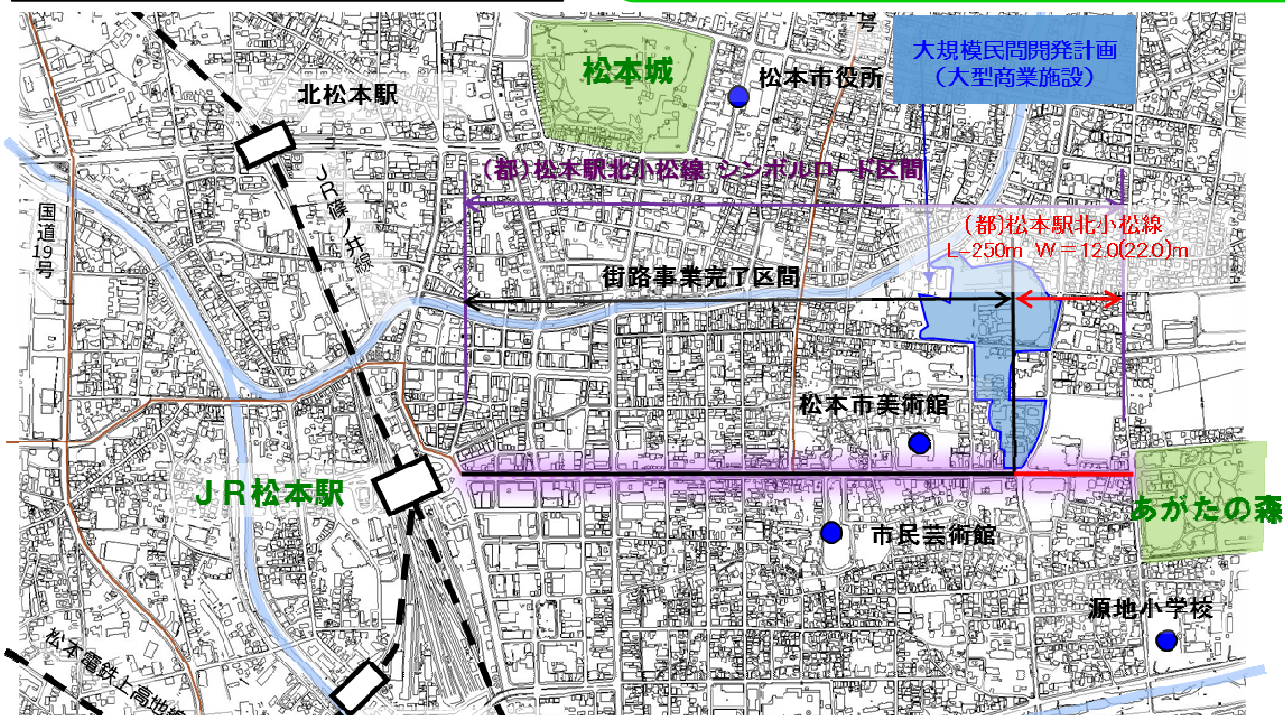 号
大規模民間開発計画
(大型商業施設)
松本城
松本市役所
北松本駅
(都)松本駅北小松線 シンボルロード区間
JR篠ノ井線
国道19号
(都)松本駅北小松線
L=250m W=12.0(22.0)m
街路事業完了区間
松本市美術館
JR松本駅
あがたの森
市民芸術館
源地小学校
松本電鉄上高地線